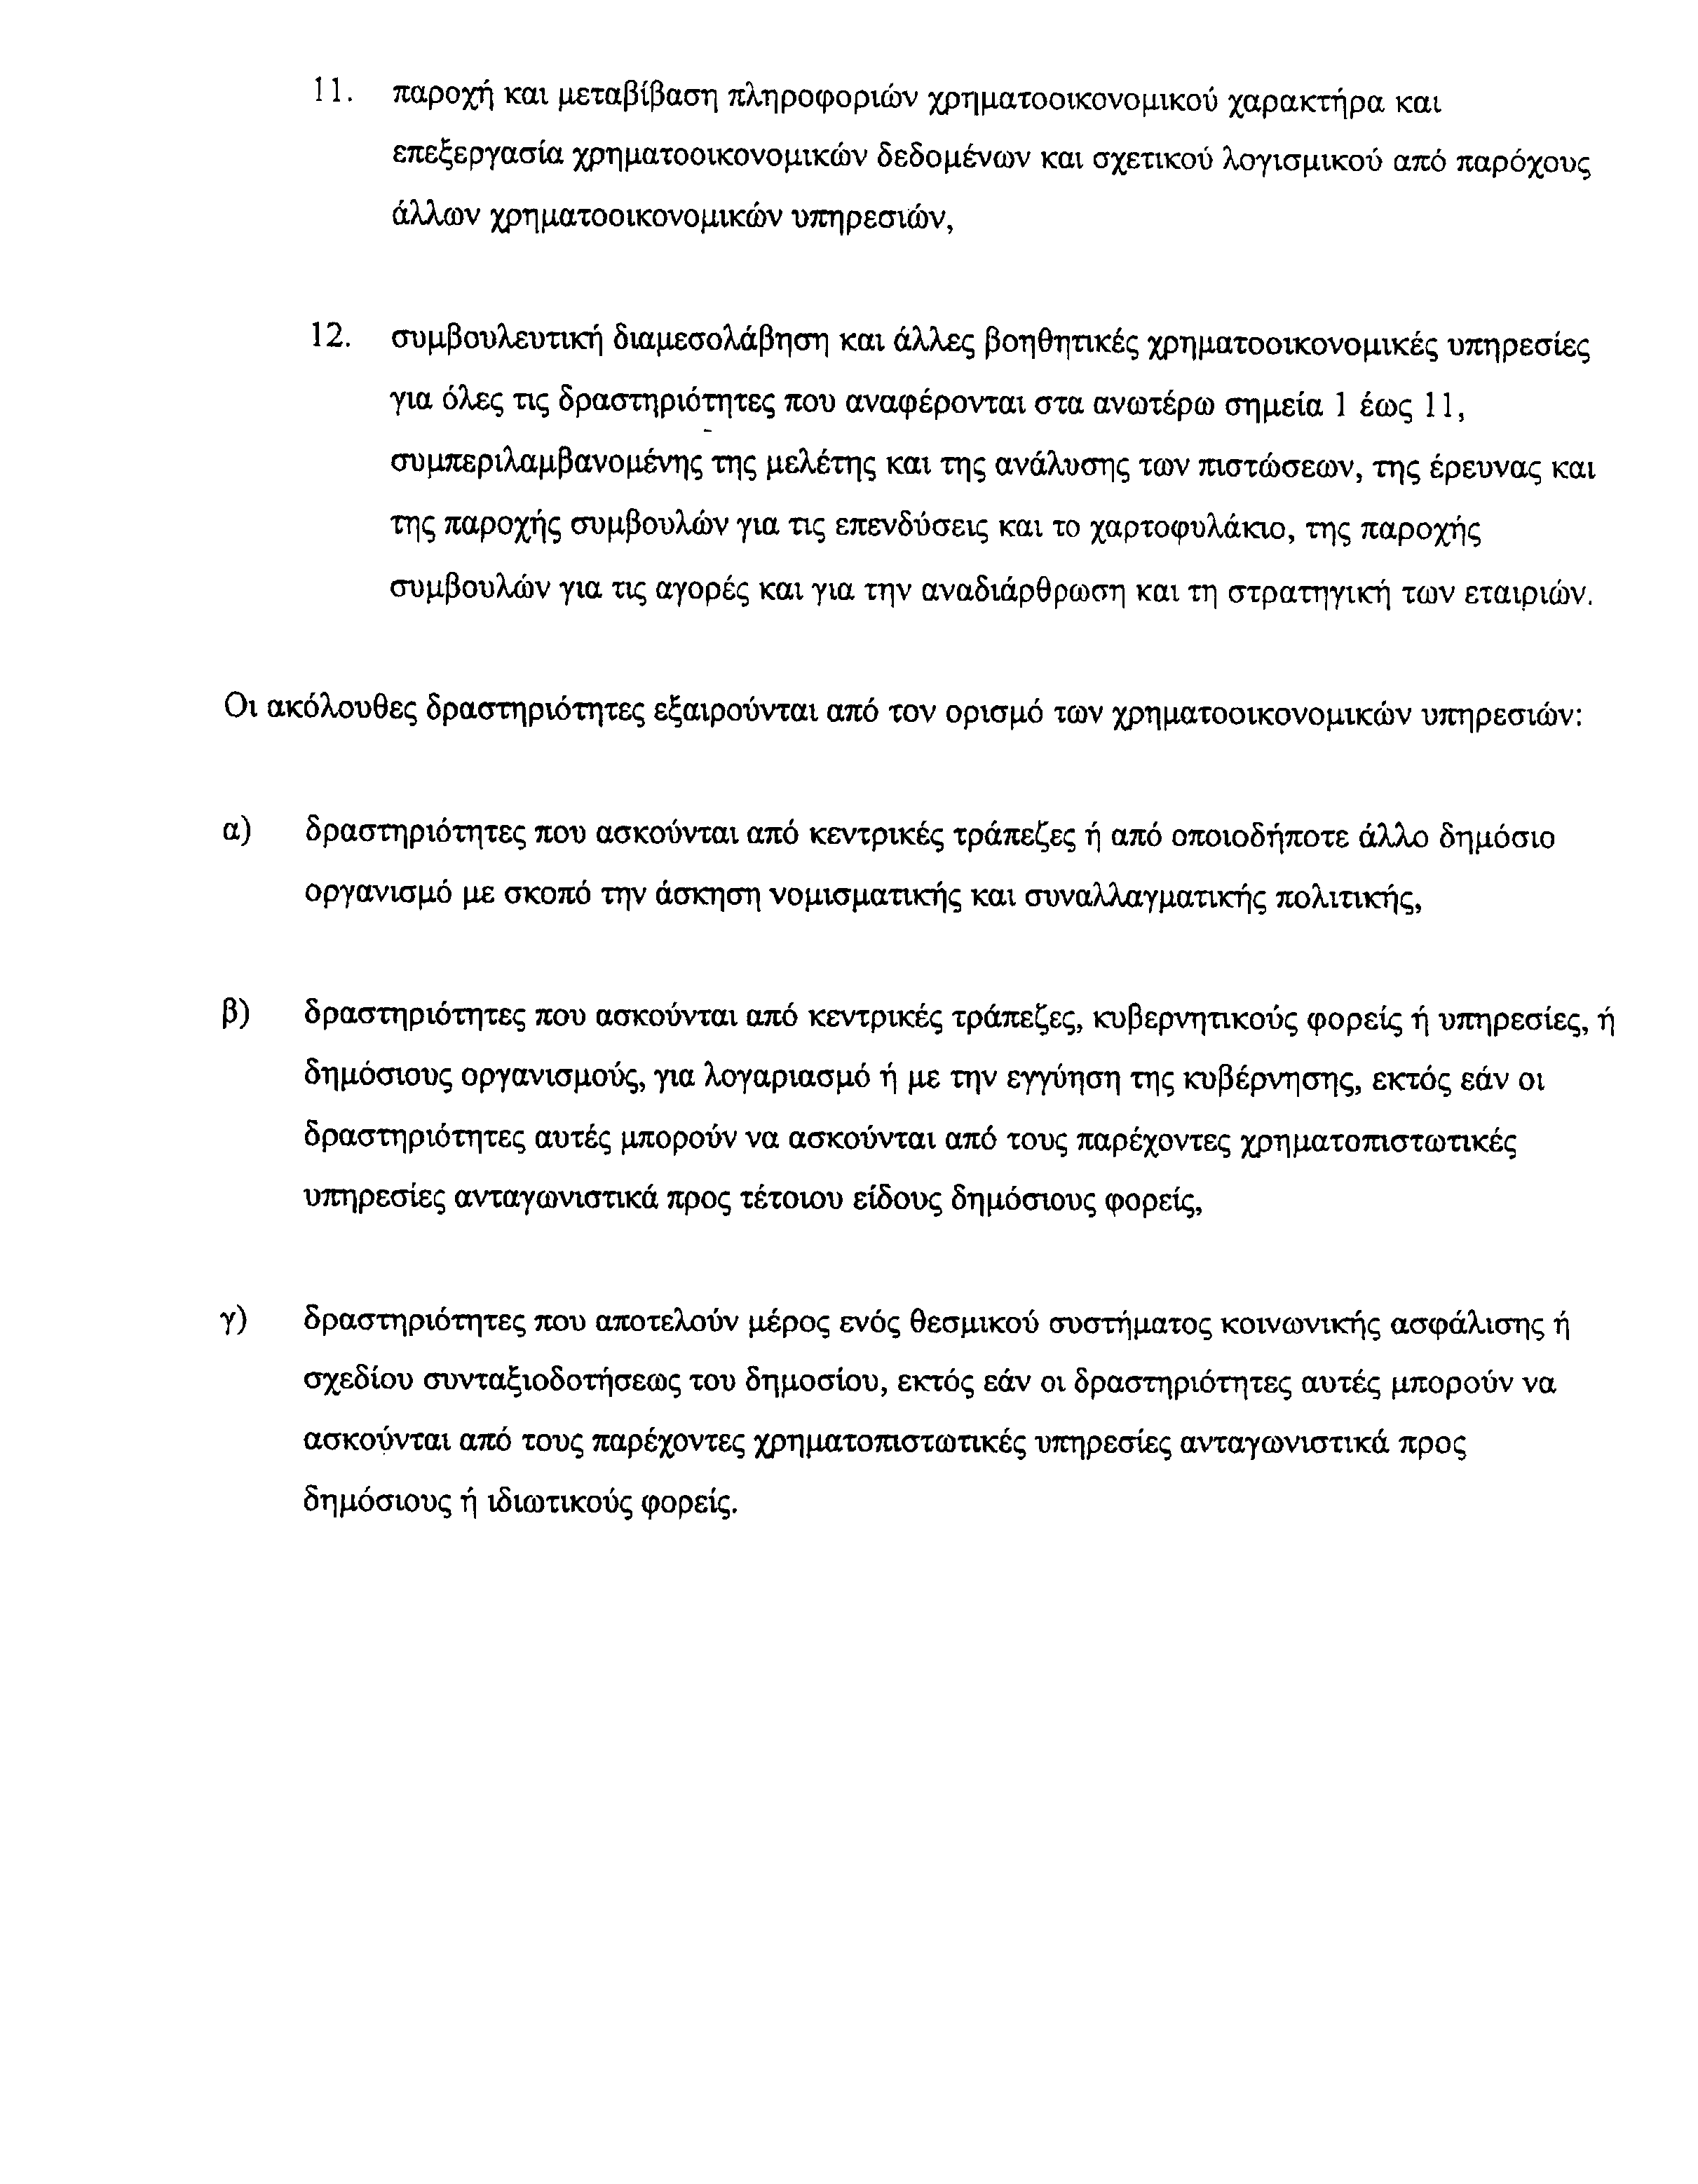 11. παροχή και μεταβίβαση πληροφοριών χρηματοοικονομικού χαρακτήρα και
επεξεργασία χρηματοοικονομικών δεδομένων και σχετικού λογισμικού από παρόχους
άλλων χρηματοοικονομικών υπηρεσιών,
12. συμβουλευτική διαμεσολάβηση και άλλες βοηθητικές χρηματοοικονομικές υπηρεσίες
για όλες τις δραστηριότητες που αναφέρονται στα ανωτέρω σημεία 1 έως 11,
συμπεριλαμβανομένης της μελέτης και της ανάλυσης των πιστώσεων, της έρευνας και
της παροχής συμβουλών για τις επενδύσεις και το χαρτοφυλάκιο, της παροχής
συμβουλών για τις αγορές και για την αναδιάρθρωση και τη στρατηγική των εταιριών.
Οι ακόλουθες δραστηριότητες εξαιρούνται από τον ορισμό των χρηματοοικονομικών υπηρεσιών:
α) δραστηριότητες που ασκούνται από κεντρικές τράπεζες ή από οποιοδήποτε άλλο δημόσιο
οργανισμό με σκοπό την άσκηση νομισματικής και συναλλαγματικής πολιτικής,
β) δραστηριότητες που ασκούνται από κεντρικές τράπεζες, κυβερνητικούς φορείς ή υπηρεσίες, ή
δημόσιους οργανισμούς, για λογαριασμό ή με την εγγύηση της κυβέρνησης, εκτός εάν οι
δραστηριότητες αυτές μπορούν να ασκούνται από τους παρέχοντες χρηματοπιστωτικές
υπηρεσίες ανταγωνιστικά προς τέτοιου είδους δημόσιους φορείς,
γ) δραστηριότητες που αποτελούν μέρος ενός θεσμικού συστήματος κοινωνικής ασφάλισης ή
σχεδίου συνταξιοδοτήσεως του δημοσίου, εκτός εάν οι δραστηριότητες αυτές μπορούν να
ασκούνται από τους παρέχοντες χρηματοπιστωτικές υπηρεσίες ανταγωνιστικά προς
δημόσιους ή ιδιωτικούς φορείς.